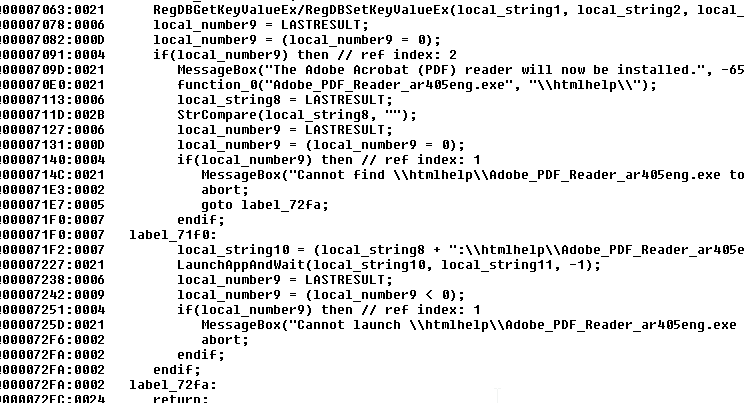 @00007063:0021 RegDBGetKeyValueEx/RegDBSetKeyValueEx(local_string1, local_string2, local_
@00007078:0006 local_number9 = LASTRESULT;
@00007082:000D local_number9 = (local_number9 = 0);
@00007091:0004 if(local_number9) then // ref index: 2
@0000709D:0021 MessageBox("The Adobe Acrobat (PDF) reader will now be installed.", -65
@000070E0:0021 function_0("Adobe_PDF_Reader_ar405eng.exe", "\\htmlhelp\\");
@00007113:0006 local_string8 = LASTRESULT;
@0000711D:002B StrCompare(local_string8, "");
@00007127:0006 local_number9 = LASTRESULT;
@00007131:000D local_number9 = (local_number9 = 0);
@00007140:0004 if(local_number9) then // ref index: 1
@0000714C:0021 MessageBox("Cannot find \\htmlhelp\\Adobe_PDF_Reader_ar405eng.exe to
@000071E3:0002 abort;
@000071E7:0005 goto label_72fa;
@000071F0:0007 endif;
@000071F0:0007 label_71f0:
@000071F2:0007 local_string10 = (local_string8 + ":\\htmlhelp\\Adobe_PDF_Reader_ar405e
@00007227:0021 LaunchAppAndWait(local_string10, local_string11, -1);
@00007238:0006 local_number9 = LASTRESULT;
@00007242:0009 local_number9 = (local_number9 < 0);
@00007251:0004 if(local_number9) then // ref index: 1
@0000725D:0021 MessageBox("Cannot launch \\htmlhelp\\Adobe_PDF_Reader_ar405eng.exe
@000072F6:0002 abort;
@000072FA:0002 endif;
@000072FA:0002 endif;
@000072FA:0002 label_72fa:
@000072FC:0024 return;